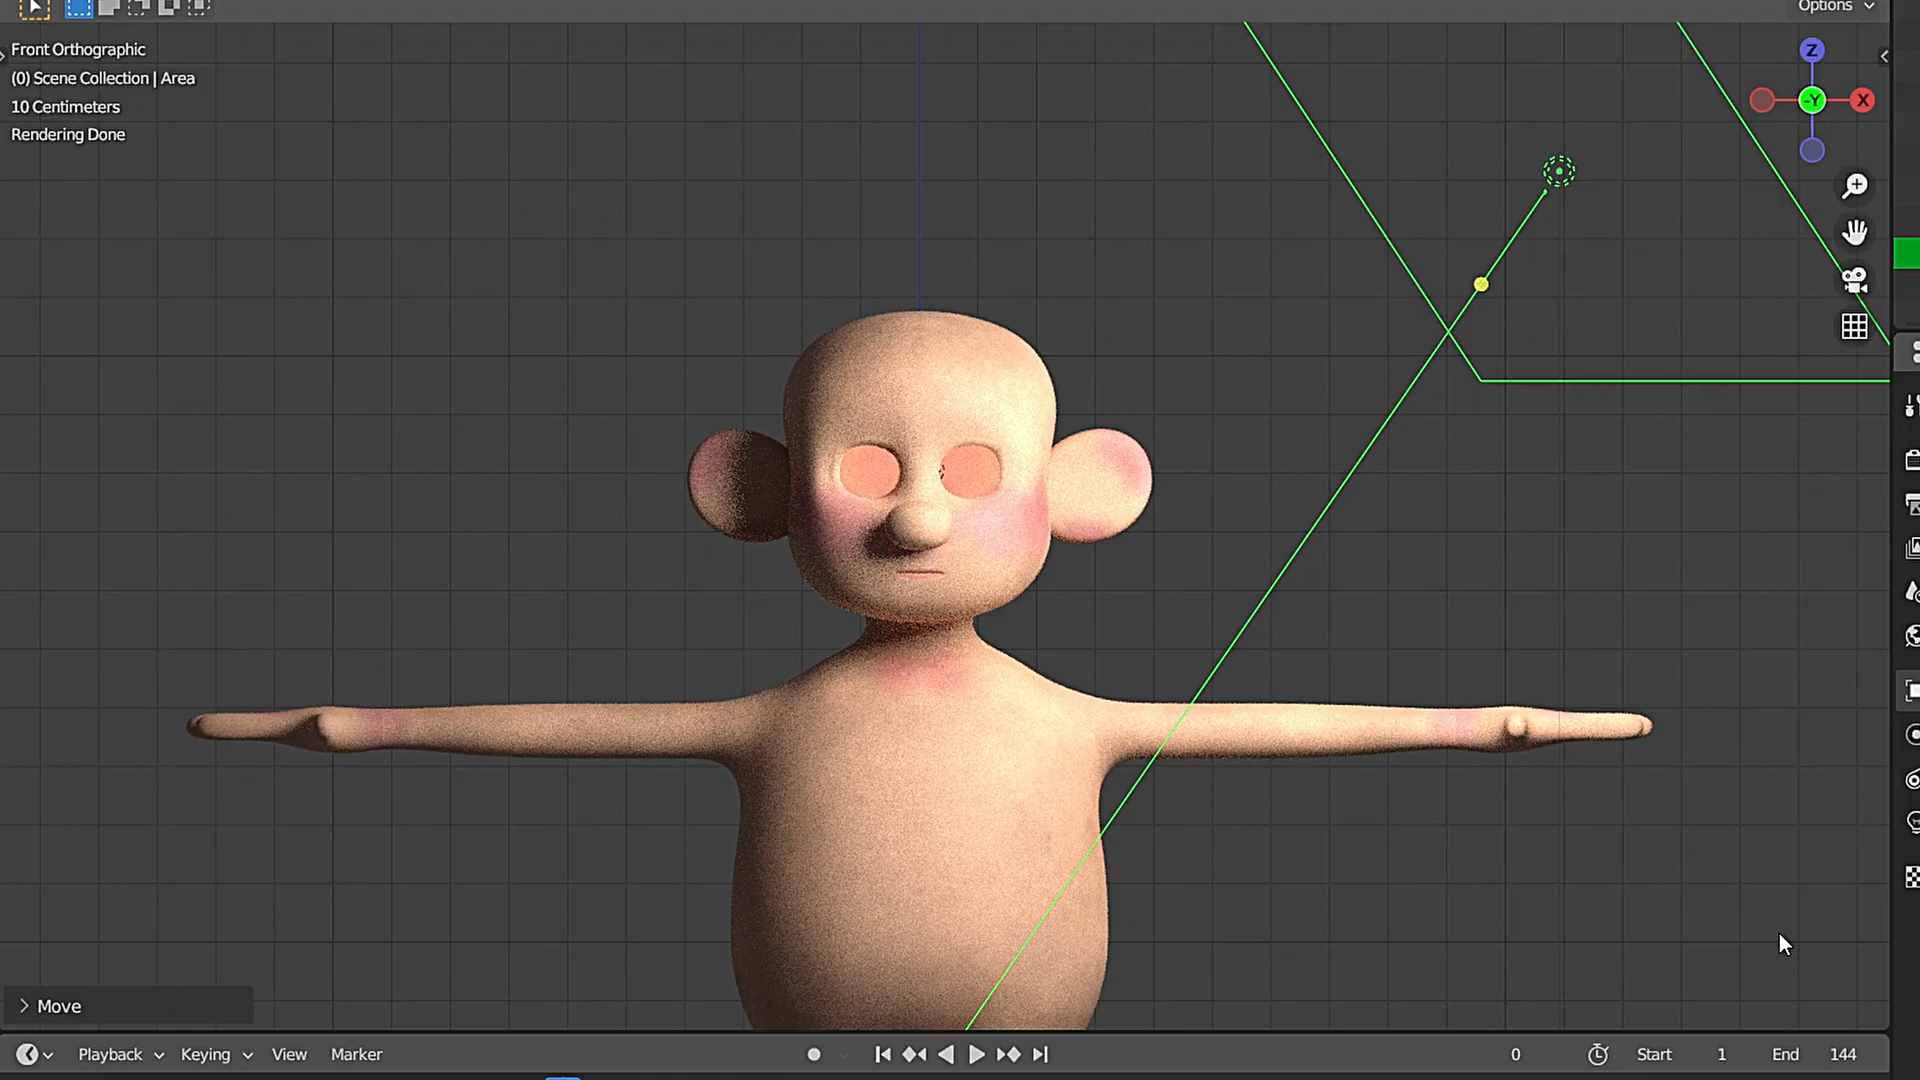 Options
Front Orthographic
(0) Scene Collection | Area
10 Centimeters
Rendering Done
Z
-Y
X
Move
Playback
Keying
View
Marker
0
Start
1
End
144